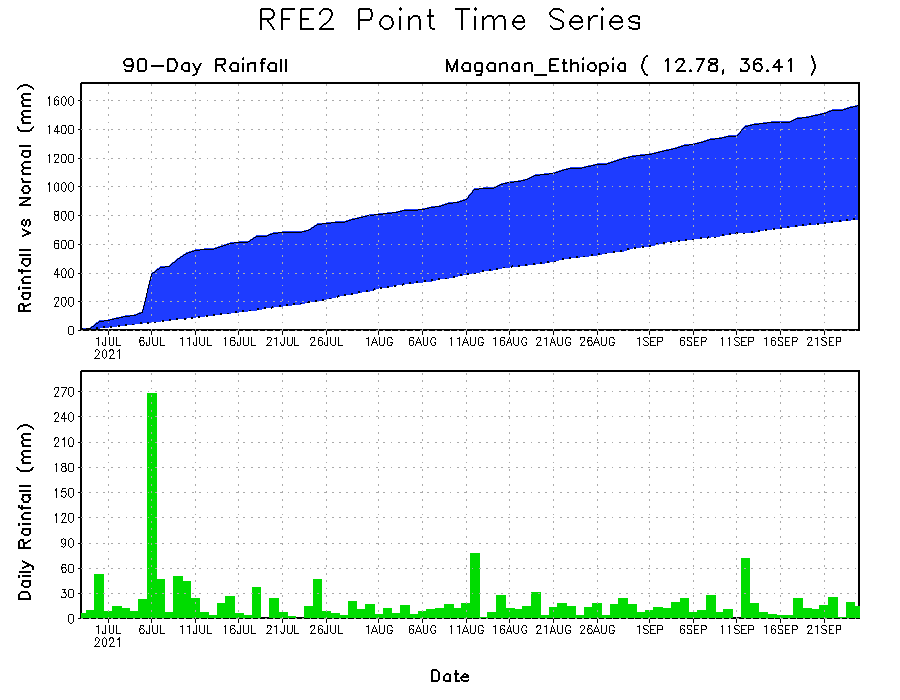 RFE2 Point Time Series
90-Day Rainfall
Maganan_Ethiopia ( 12.78, 36.41 )
Rainfall vs Normal (mm)
1600
1400
1200
1000
800
600
400
200
0
1JUL 6JUL 11JUL 16JUL 21JUL 26JUL 1AUG 6AUG 11AUG 16AUG 21AUG 26AUG 1SEP 6SEP 11SEP 16SEP 21SEP
2021
Daily Rainfall (mm)
270
240
210
180
150
120
90
60
30
0
1JUL 6JUL 11JUL 16JUL 21JUL 26JUL 1AUG 6AUG 11AUG 16AUG 21AUG 26AUG 1SEP 6SEP 11SEP 16SEP 21SEP
2021
Date